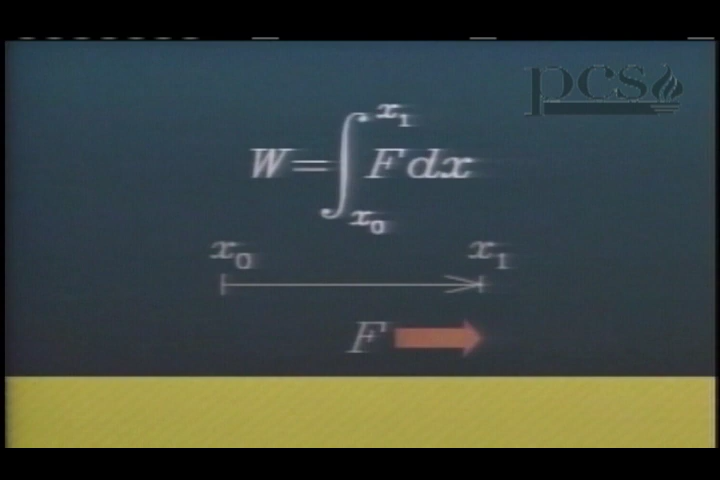 pcs
W=∫_{x₀}^{x₁} F dx
x₀ x₁
F